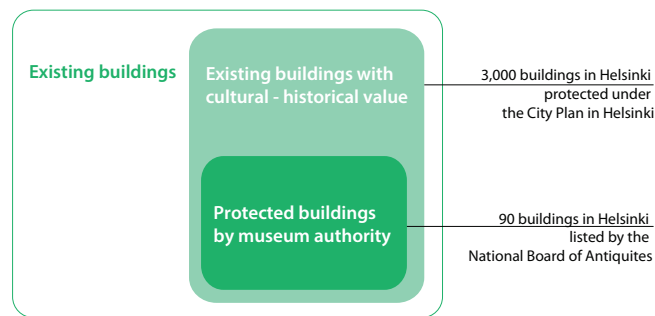 Existing buildings
Existing buildings with
cultural - historical value
3,000 buildings in Helsinki
protected under
the City Plan in Helsinki
Protected buildings
by museum authority
90 buildings in Helsinki
listed by the
National Board of Antiquites